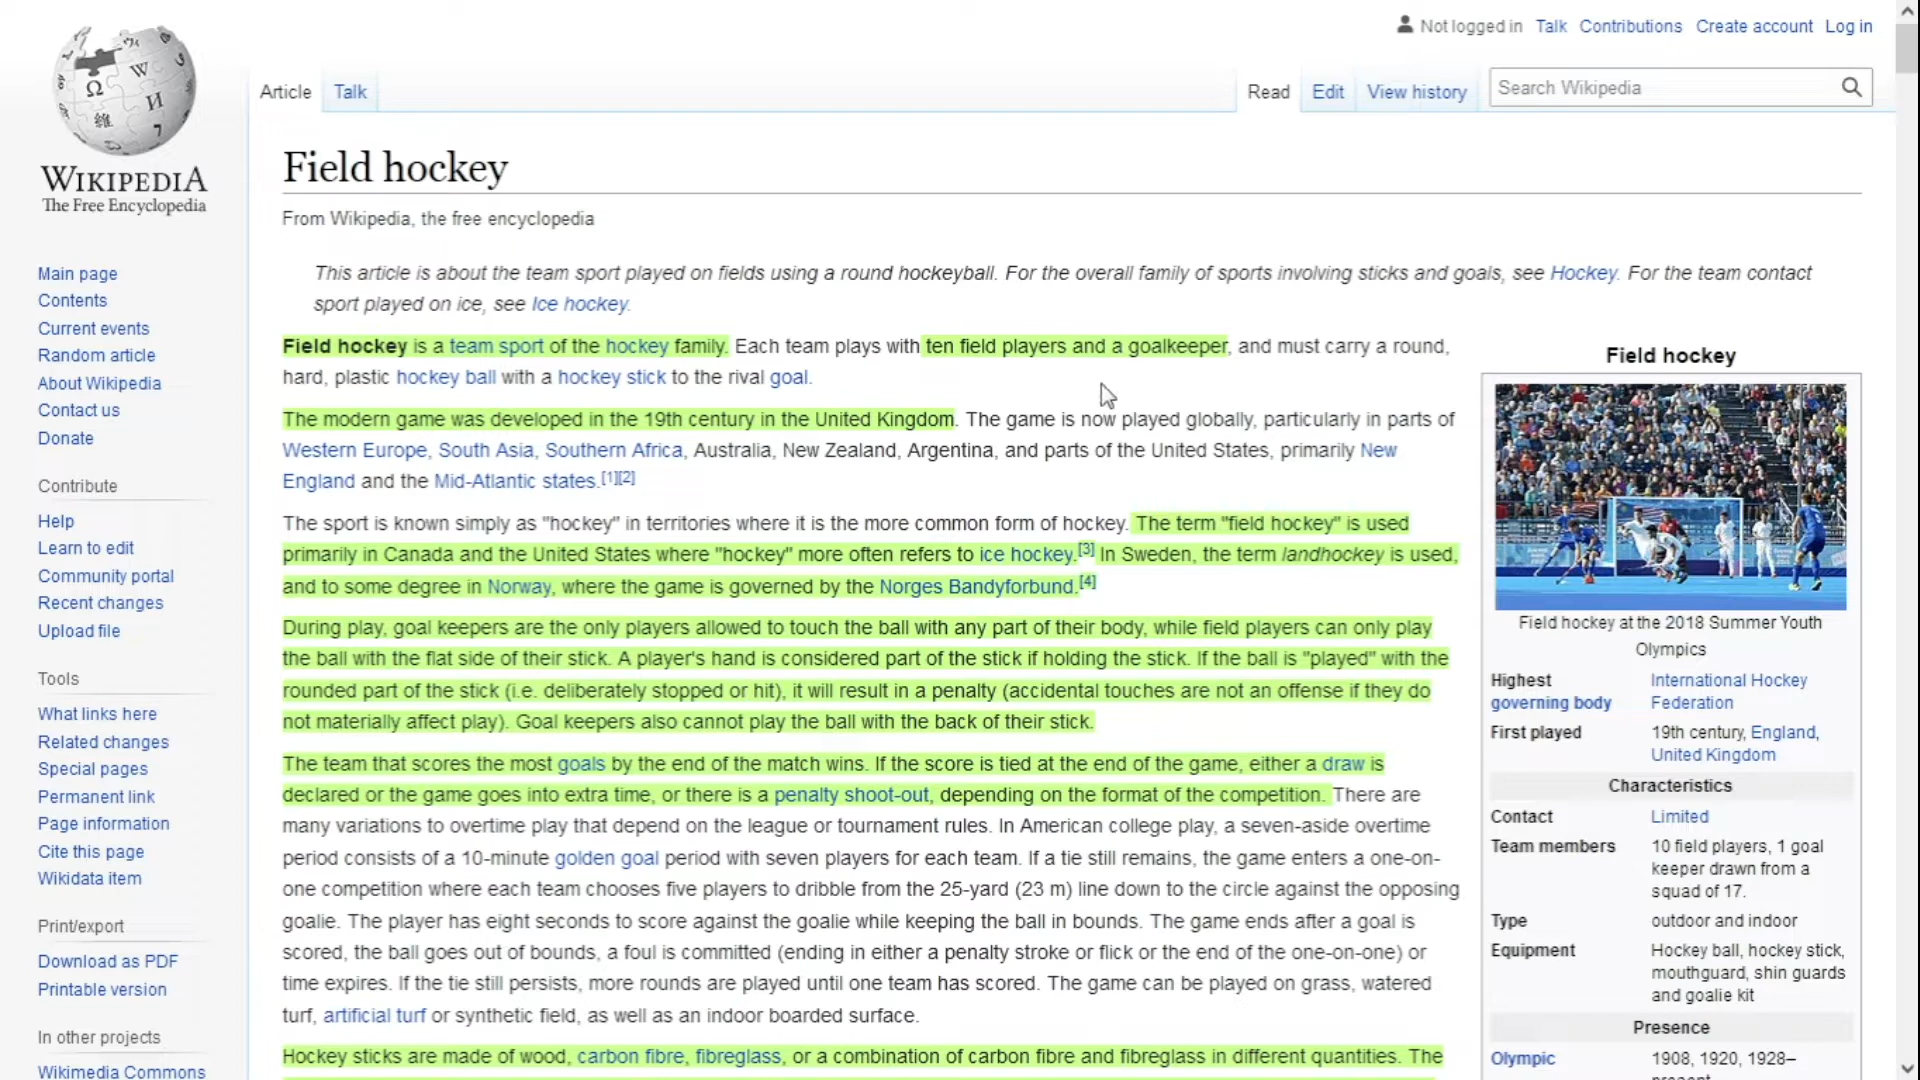 Not logged in Talk Contributions Create account Log in
Article Talk Read Edit View history Search Wikipedia
WIKIPEDIA
The Free Encyclopedia
Main page
Contents
Current events
Random article
About Wikipedia
Contact us
Donate
Contribute
Help
Learn to edit
Community portal
Recent changes
Upload file
Tools
What links here
Related changes
Special pages
Permanent link
Page information
Cite this page
Wikidata item
Print/export
Download as PDF
Printable version
In other projects
Wikimedia Commons
Field hockey
From Wikipedia, the free encyclopedia
This article is about the team sport played on fields using a round hockeyball. For the overall family of sports involving sticks and goals, see Hockey. For the team contact
sport played on ice, see Ice hockey.
Field hockey is a team sport of the hockey family. Each team plays with ten field players and a goalkeeper, and must carry a round,
hard, plastic hockey ball with a hockey stick to the rival goal.
The modern game was developed in the 19th century in the United Kingdom. The game is now played globally, particularly in parts of
Western Europe, South Asia, Southern Africa, Australia, New Zealand, Argentina, and parts of the United States, primarily New
England and the Mid-Atlantic states.[1][2]
The sport is known simply as "hockey" in territories where it is the more common form of hockey. The term "field hockey" is used
primarily in Canada and the United States where "hockey" more often refers to ice hockey.[3] In Sweden, the term landhockey is used,
and to some degree in Norway, where the game is governed by the Norges Bandyforbund.[4]
During play, goal keepers are the only players allowed to touch the ball with any part of their body, while field players can only play
the ball with the flat side of their stick. A player's hand is considered part of the stick if holding the stick. If the ball is "played" with the
rounded part of the stick (i.e. deliberately stopped or hit), it will result in a penalty (accidental touches are not an offense if they do
not materially affect play). Goal keepers also cannot play the ball with the back of their stick.
The team that scores the most goals by the end of the match wins. If the score is tied at the end of the game, either a draw is
declared or the game goes into extra time, or there is a penalty shoot-out, depending on the format of the competition. There are
many variations to overtime play that depend on the league or tournament rules. In American college play, a seven-aside overtime
period consists of a 10-minute golden goal period with seven players for each team. If a tie still remains, the game enters a one-on-
one competition where each team chooses five players to dribble from the 25-yard (23 m) line down to the circle against the opposing
goalie. The player has eight seconds to score against the goalie while keeping the ball in bounds. The game ends after a goal is
scored, the ball goes out of bounds, a foul is committed (ending in either a penalty stroke or flick or the end of the one-on-one) or
time expires. If the tie still persists, more rounds are played until one team has scored. The game can be played on grass, watered
turf, artificial turf or synthetic field, as well as an indoor boarded surface.
Hockey sticks are made of wood, carbon fibre, fibreglass, or a combination of carbon fibre and fibreglass in different quantities. The
Field hockey
Field hockey at the 2018 Summer Youth
Olympics
Highest International Hockey
governing body Federation
First played 19th century, England,
United Kingdom
Characteristics
Contact Limited
Team members 10 field players, 1 goal
keeper drawn from a
squad of 17.
Type outdoor and indoor
Equipment Hockey ball, hockey stick,
mouthguard, shin guards
and goalie kit
Presence
Olympic 1908, 1920, 1928–